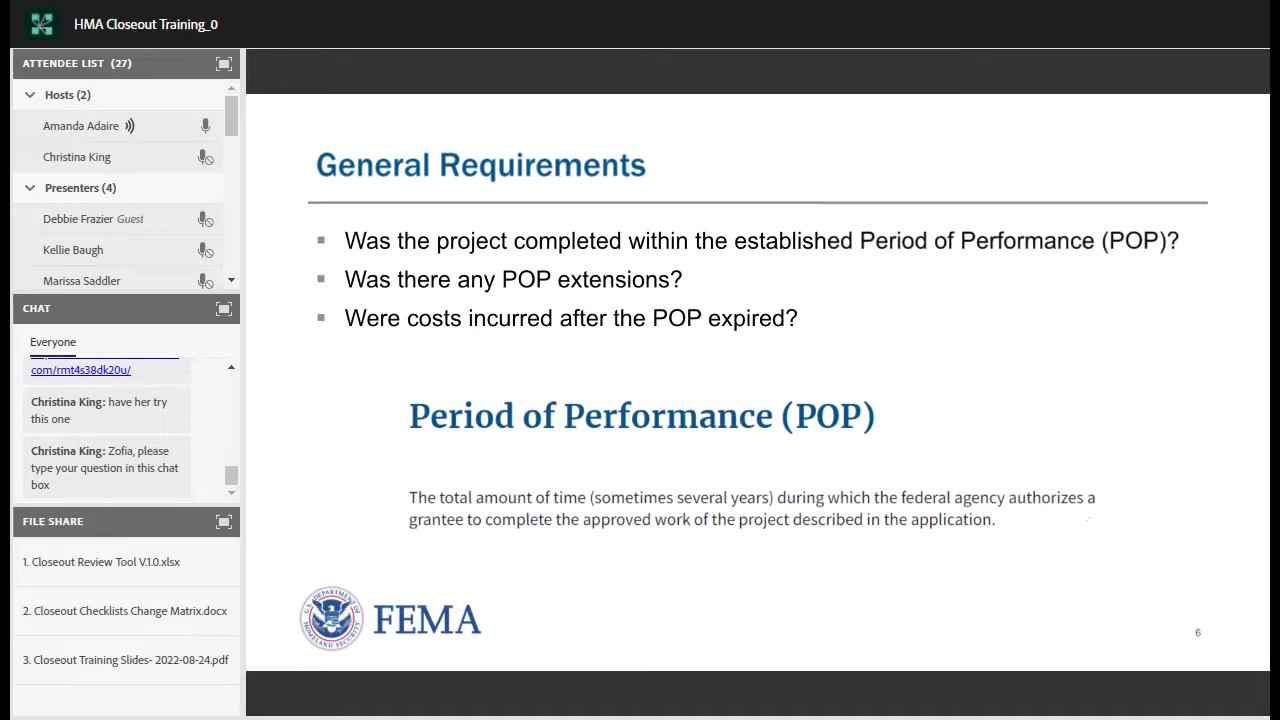 HMA Closeout Training_0
ATTENDEE LIST (27)
Hosts (2)
Amanda Adaire
Christina King
Presenters (4)
Debbie Frazier Guest
Kellie Baugh
Marissa Saddler
CHAT
Everyone
com/rmt4s38dk20u/
Christina King: have her try
this one
Christina King: Zofia, please
type your question in this chat
box
FILE SHARE
1. Closeout Review Tool V.1.0.xlsx
2. Closeout Checklists Change Matrix.docx
3. Closeout Training Slides- 2022-08-24.pdf
General Requirements
Was the project completed within the established Period of Performance (POP)?
Was there any POP extensions?
Were costs incurred after the POP expired?
Period of Performance (POP)
The total amount of time (sometimes several years) during which the federal agency authorizes a
grantee to complete the approved work of the project described in the application.
U.S. DEPARTMENT OF
HOMELAND SECURITY
FEMA
6